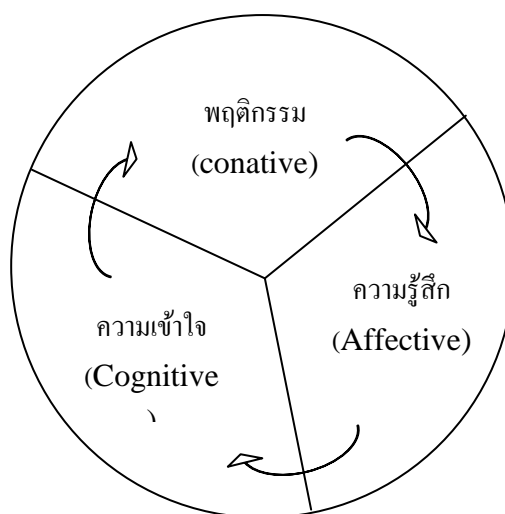 พฤติกรรม
(conative)
ความรู้สึก
(Affective)
ความเข้าใจ
(Cognitive
)